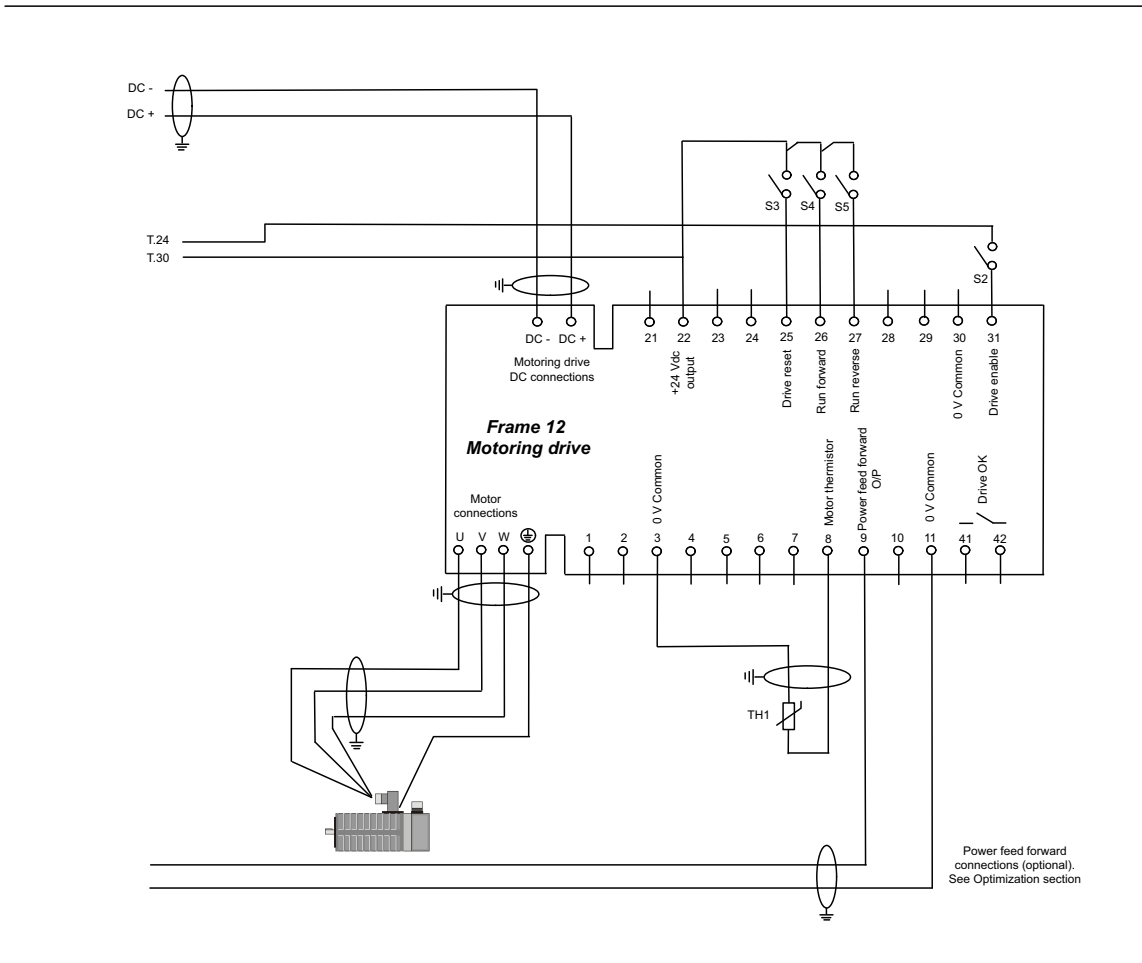 DC -
DC +
S3
S4
S5
T.24
T.30
S2
DC -
DC +
21
22
23
24
25
26
27
28
29
30
31
Motoring drive
DC connections
+24 Vdc
output
Drive reset
Run forward
Run reverse
0 V Common
Drive enable
Frame 12
Motoring drive
Motor
connections
0 V Common
Motor thermistor
Power feed forward
O/P
0 V Common
Drive OK
U
V
W
1
2
3
4
5
6
7
8
9
10
11
41
42
TH1
Power feed forward
connections (optional).
See Optimization section